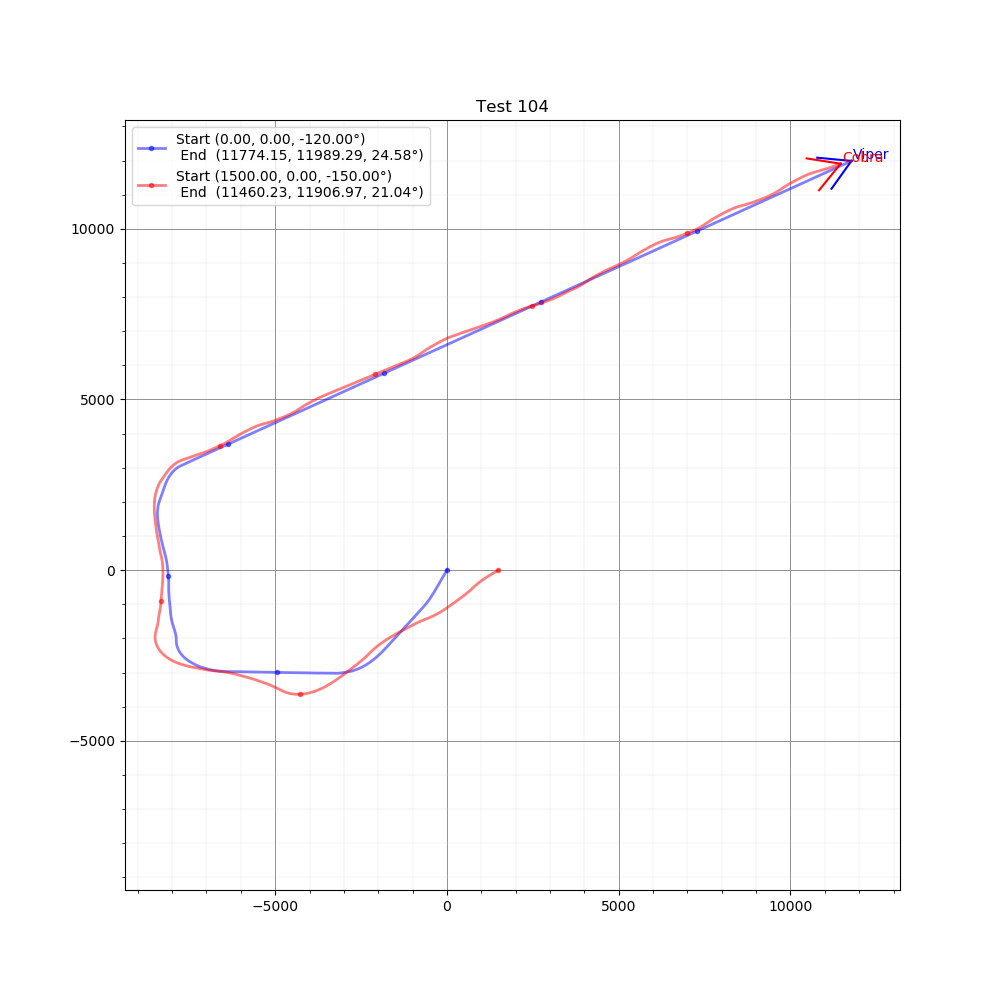 Test 104
Start (0.00, 0.00, -120.00°)
End (11774.15, 11989.29, 24.58°)
Start (1500.00, 0.00, -150.00°)
End (11460.23, 11906.97, 21.04°)
Viper
Cobra
10000
5000
0
−5000
−5000
0
5000
10000